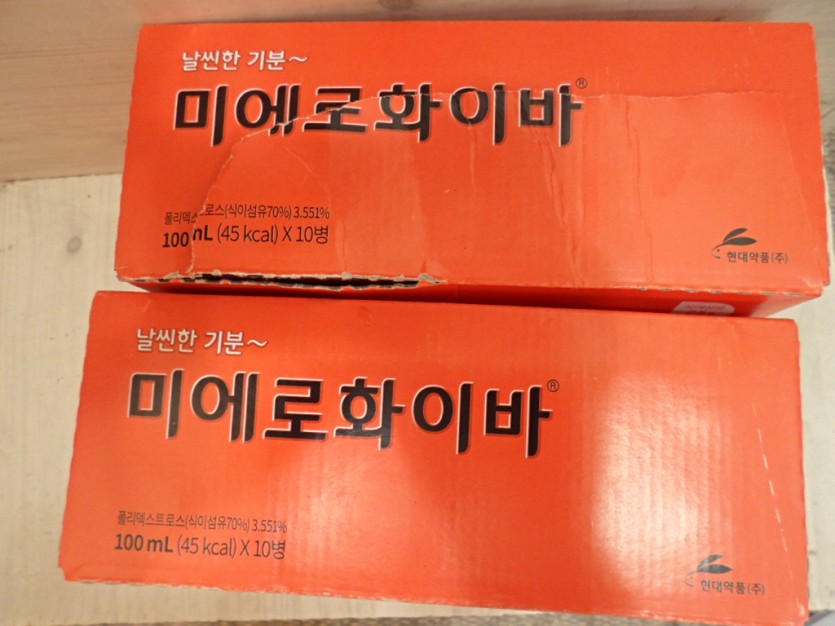 날씬한 기분~
미에로화이바®
폴리덱스트로스(식이섬유70%) 3.551%
100 mL (45 kcal) X 10병
현대약품(주)
날씬한 기분~
미에로화이바®
폴리덱스트로스(식이섬유70%) 3.551%
100 mL (45 kcal) X 10병
현대약품(주)